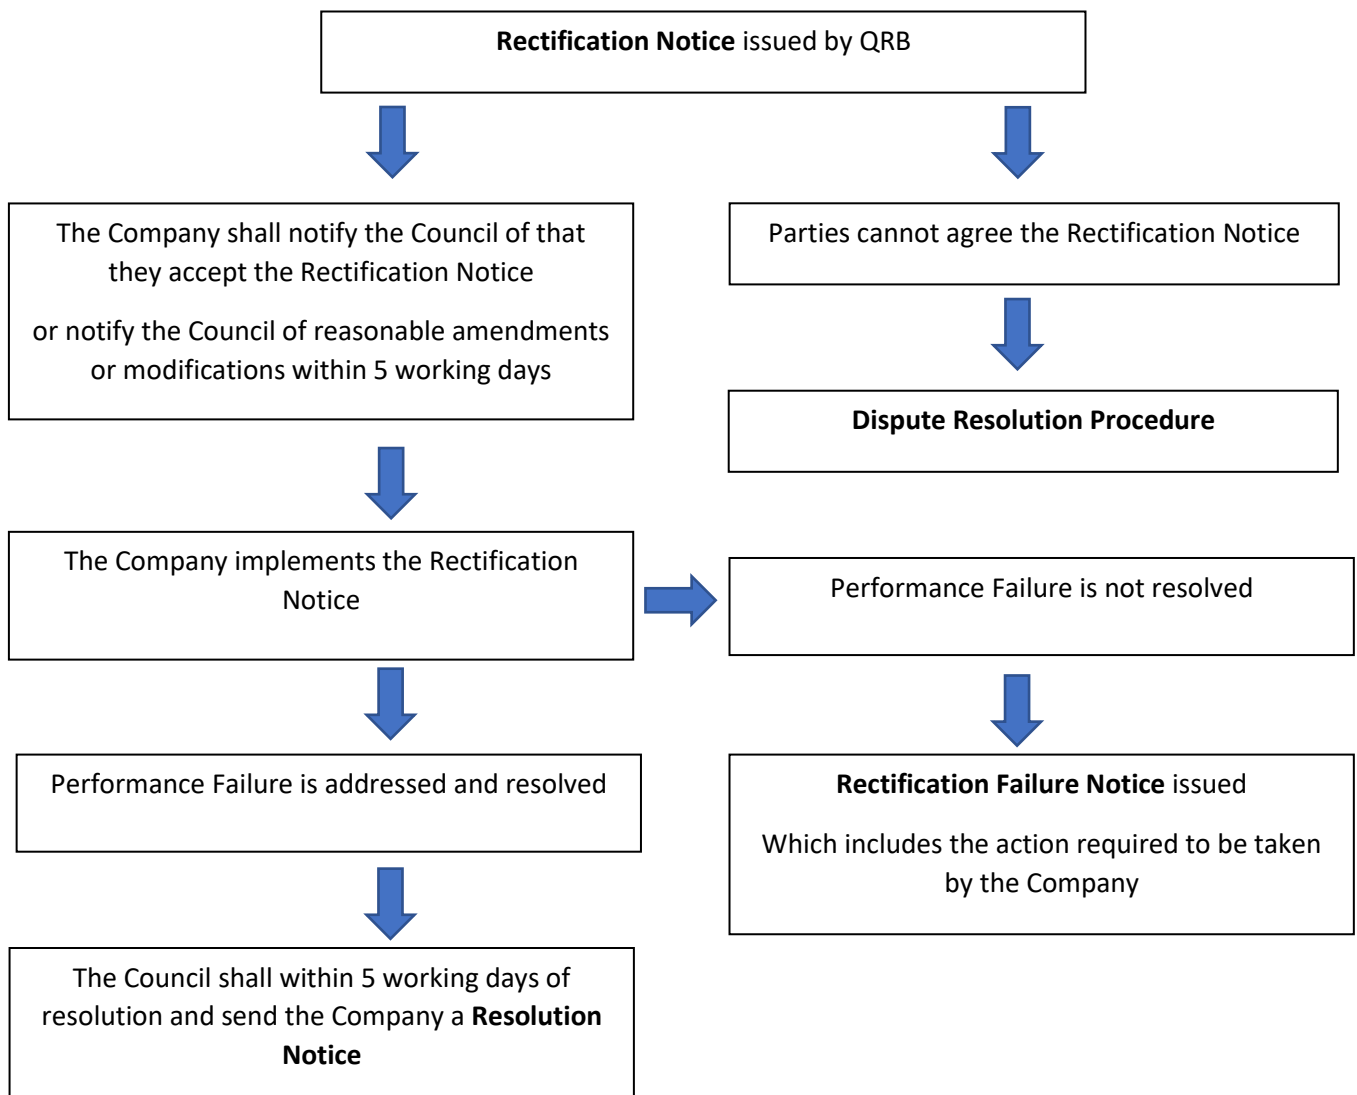 Rectification Notice issued by QRB
The Company shall notify the Council of that
they accept the Rectification Notice
or notify the Council of reasonable amendments
or modifications within 5 working days
Parties cannot agree the Rectification Notice
Dispute Resolution Procedure
The Company implements the Rectification
Notice
Performance Failure is not resolved
Performance Failure is addressed and resolved
Rectification Failure Notice issued
Which includes the action required to be taken
by the Company
The Council shall within 5 working days of
resolution and send the Company a Resolution
Notice